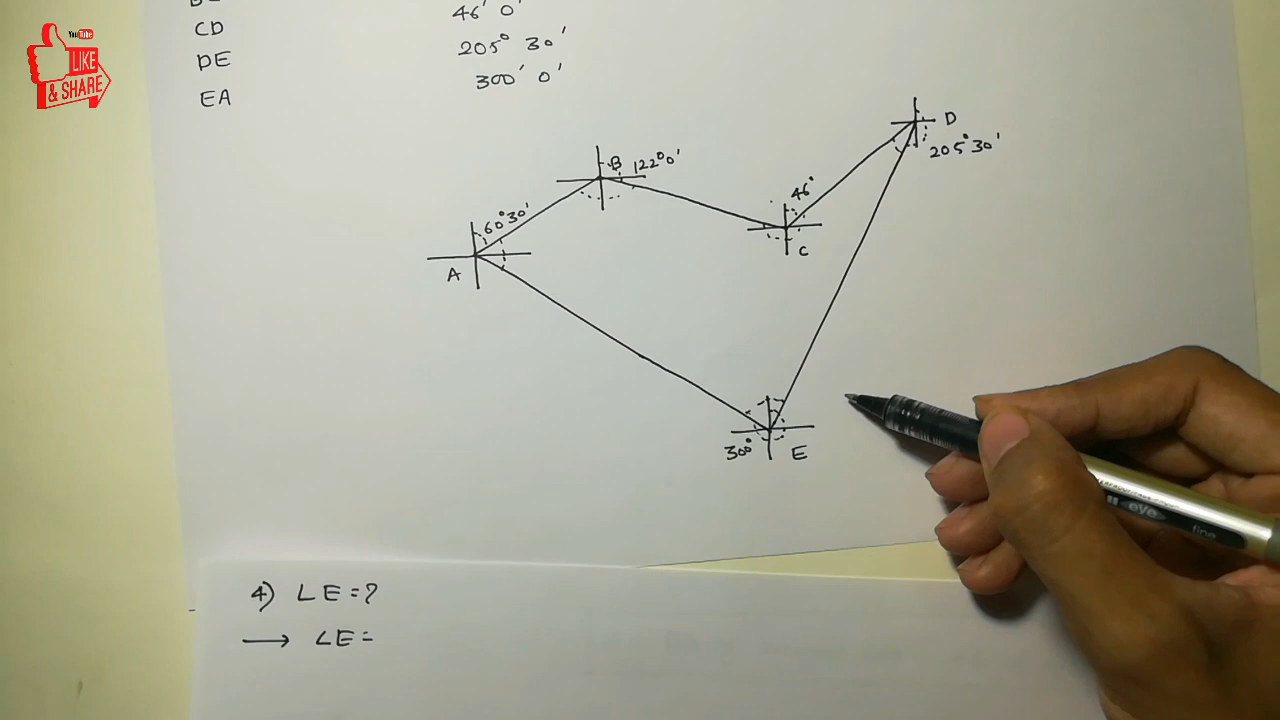 46' 0'
CD
205° 30'
DE
300' 0'
EA
YouTube
LIKE
& SHARE
D
205° 30'
B
122° 0'
46°
60° 30'
C
A
300°
E
eye
fine
4) ∠E = ?
⟶ ∠E =